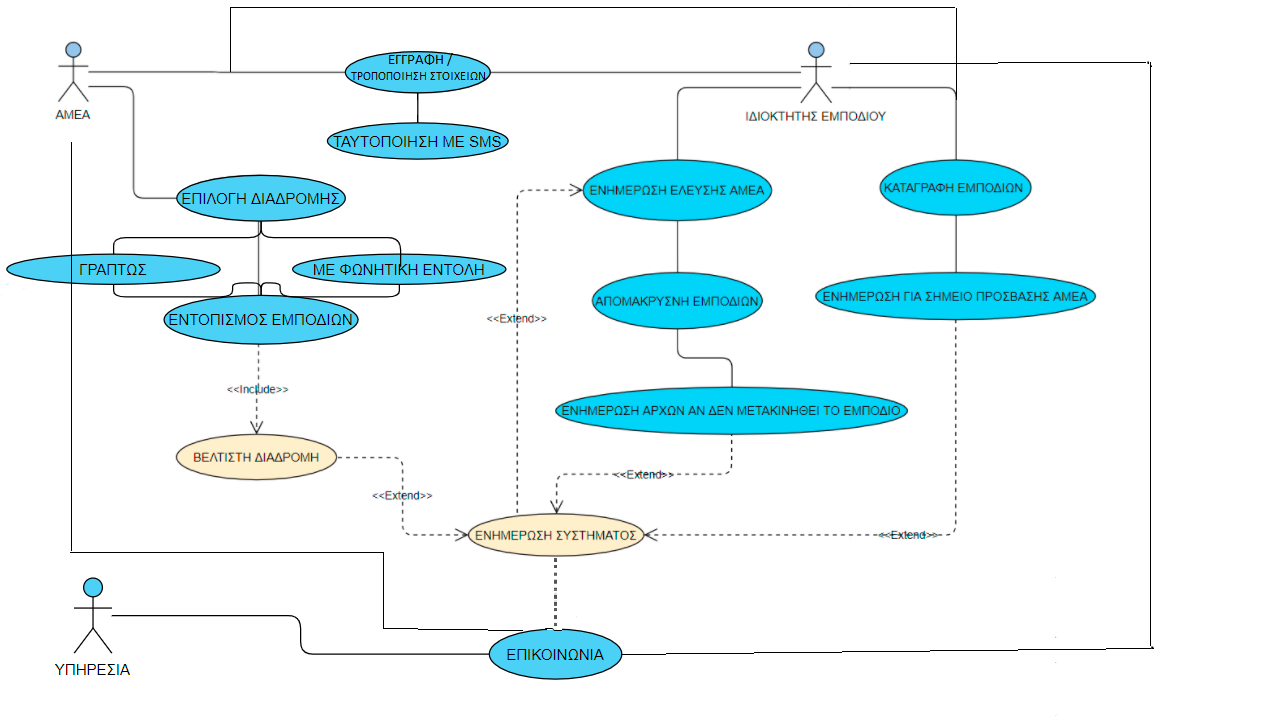 ΕΓΓΡΑΦΗ /
ΤΡΟΠΟΠΟΙΗΣΗ ΣΤΟΙΧΕΙΩΝ
ΑΜΕΑ
ΙΔΙΟΚΤΗΤΗΣ ΕΜΠΟΔΙΟΥ
ΤΑΥΤΟΠΟΙΗΣΗ ΜΕ SMS
ΕΠΙΛΟΓΗ ΔΙΑΔΡΟΜΗΣ
ΕΝΗΜΕΡΩΣΗ ΕΛΕΥΣΗΣ ΑΜΕΑ
ΚΑΤΑΓΡΑΦΗ ΕΜΠΟΔΙΩΝ
ΓΡΑΠΤΩΣ
ΜΕ ΦΩΝΗΤΙΚΗ ΕΝΤΟΛΗ
ΑΠΟΜΑΚΡΥΣΝΗ ΕΜΠΟΔΙΩΝ
ΕΝΗΜΕΡΩΣΗ ΓΙΑ ΣΗΜΕΙΟ ΠΡΟΣΒΑΣΗΣ ΑΜΕΑ
ΕΝΤΟΠΙΣΜΟΣ ΕΜΠΟΔΙΩΝ
<<Extend>>
<<Include>>
ΕΝΗΜΕΡΩΣΗ ΑΡΧΩΝ ΑΝ ΔΕΝ ΜΕΤΑΚΙΝΗΘΕΙ ΤΟ ΕΜΠΟΔΙΟ
ΒΕΛΤΙΣΤΗ ΔΙΑΔΡΟΜΗ
<<Extend>>
<<Extend>>
ΕΝΗΜΕΡΩΣΗ ΣΥΣΤΗΜΑΤΟΣ
<<Extend>>
ΕΠΙΚΟΙΝΩΝΙΑ
ΥΠΗΡΕΣΙΑ